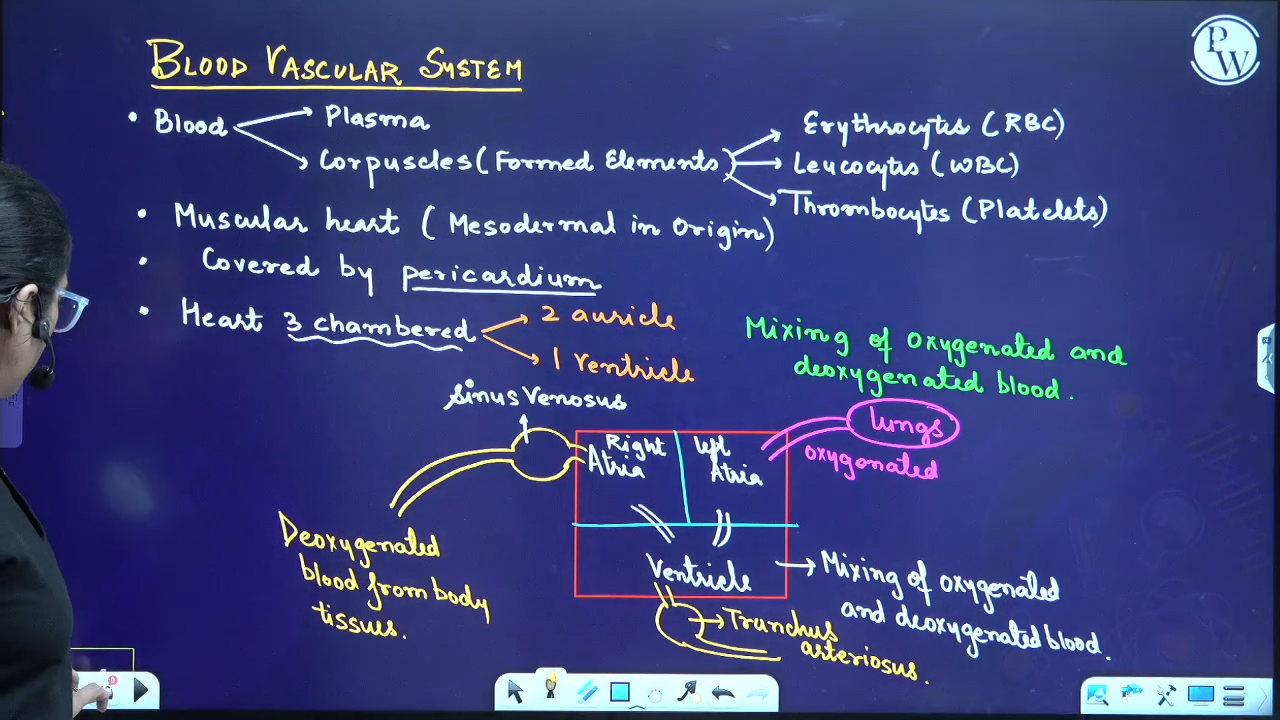 PW
BLOOD VASCULAR SYSTEM
• Blood
Plasma
Corpuscles (Formed Elements)
Erythrocytes (RBC)
Leucocytes (WBC)
Thrombocytes (Platelets)
• Muscular heart (Mesodermal in Origin)
• Covered by pericardium
• Heart 3 chambered
2 auricle
1 ventricle
Mixing of oxygenated and
deoxygenated blood.
Sinus Venosus
Right
Atria
left
Atria
lungs
oxygenated
Deoxygenated
blood from body
tissues.
Ventricle
Mixing of oxygenated
and deoxygenated blood.
Trunchus
arteriosus.